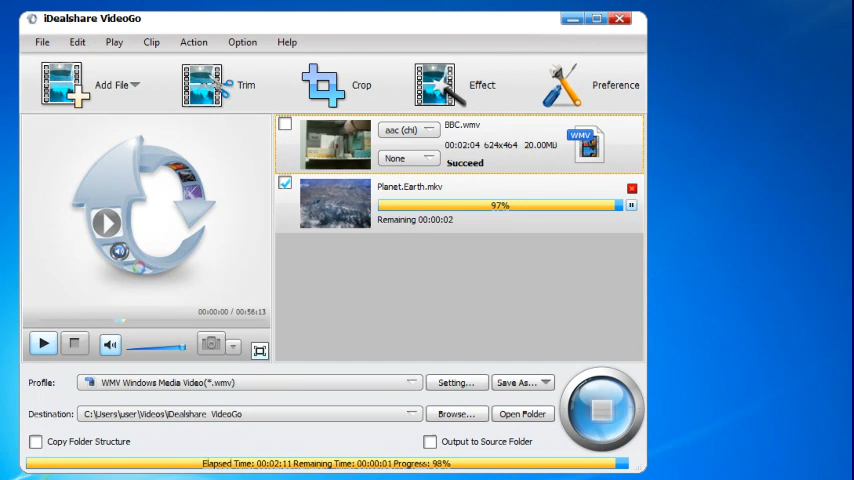 iDealshare VideoGo
File Edit Play Clip Action Option Help
Add File Trim Crop Effect Preference
aac (chi) BBC.wmv
00:02:04 624x464 20.00MB
WMV
None Succeed
Planet.Earth.mkv
97%
Remaining 00:00:02
00:00:00 / 00:56:13
Profile: WMV Windows Media Video(*.wmv) Setting... Save As...
Destination: C:\Users\user\Videos\iDealshare VideoGo Browse... Open Folder
Copy Folder Structure Output to Source Folder
Elapsed Time: 00:02:11 Remaining Time: 00:00:01 Progress: 98%